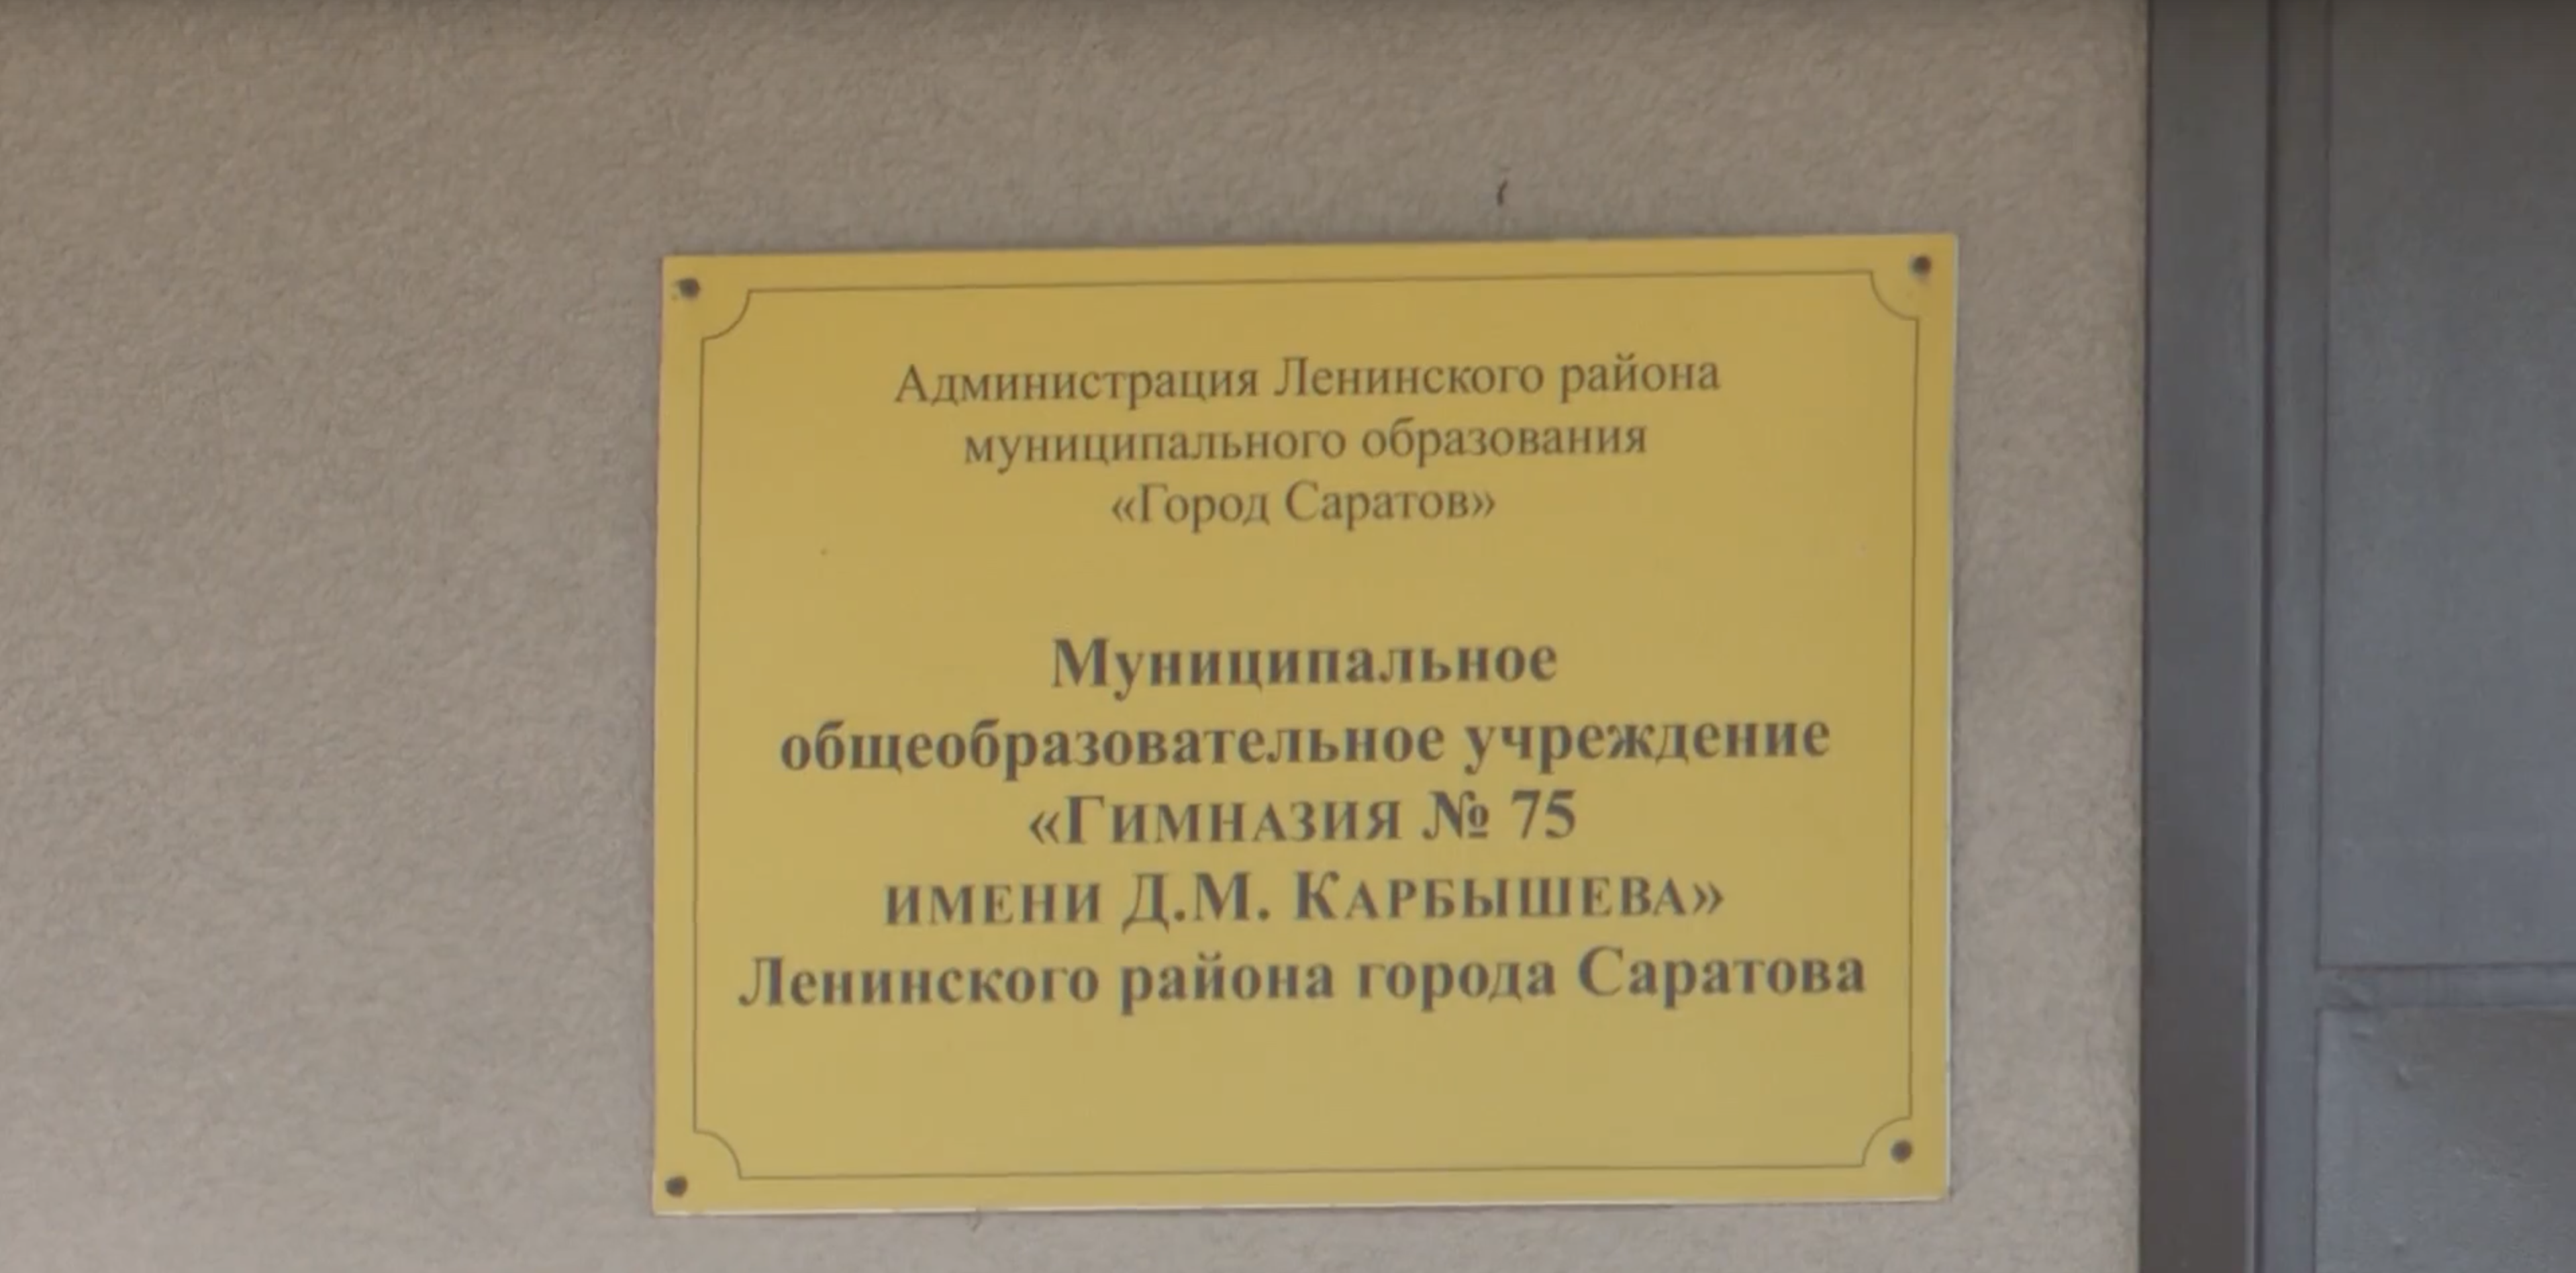 Администрация Ленинского района
муниципального образования
«Город Саратов»
Муниципальное
общеобразовательное учреждение
«ГИМНАЗИЯ № 75
ИМЕНИ Д.М. КАРБЫШЕВА»
Ленинского района города Саратова